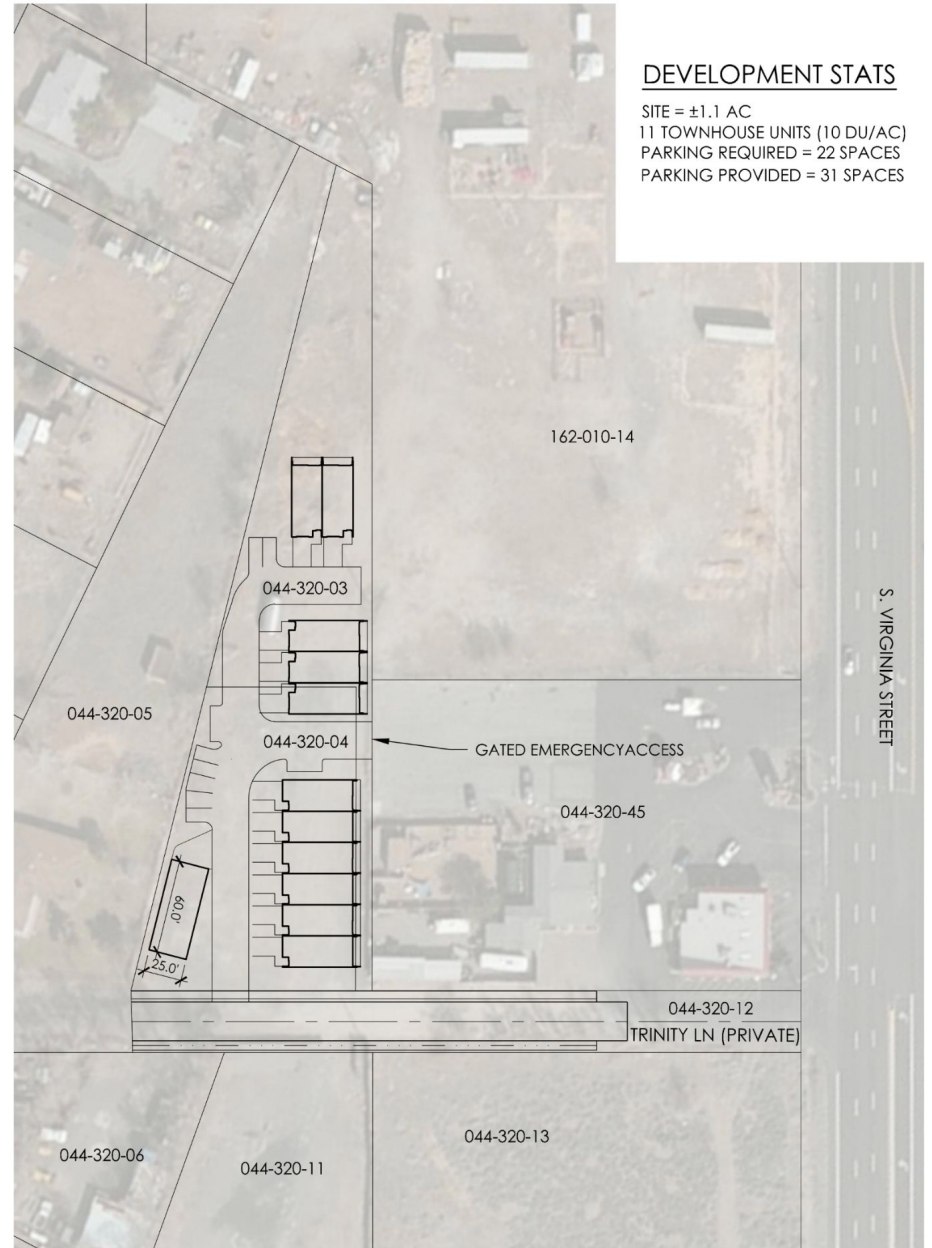 DEVELOPMENT STATS
SITE = ±1.1 AC
11 TOWNHOUSE UNITS (10 DU/AC)
PARKING REQUIRED = 22 SPACES
PARKING PROVIDED = 31 SPACES
162-010-14
044-320-03
S. VIRGINIA STREET
044-320-05
044-320-04
GATED EMERGENCYACCESS
044-320-45
60.0'
25.0'
044-320-12
TRINITY LN (PRIVATE)
044-320-13
044-320-06
044-320-11